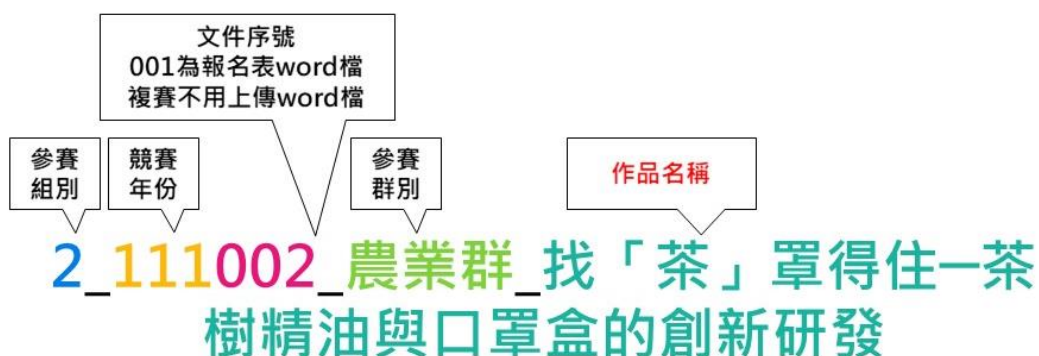 文件序號
001為報名表word檔
複賽不用上傳word檔
參賽
組別
競賽
年份
參賽
群別
作品名稱
2_111002_農業群_找「茶」罩得住—茶
樹精油與口罩盒的創新研發